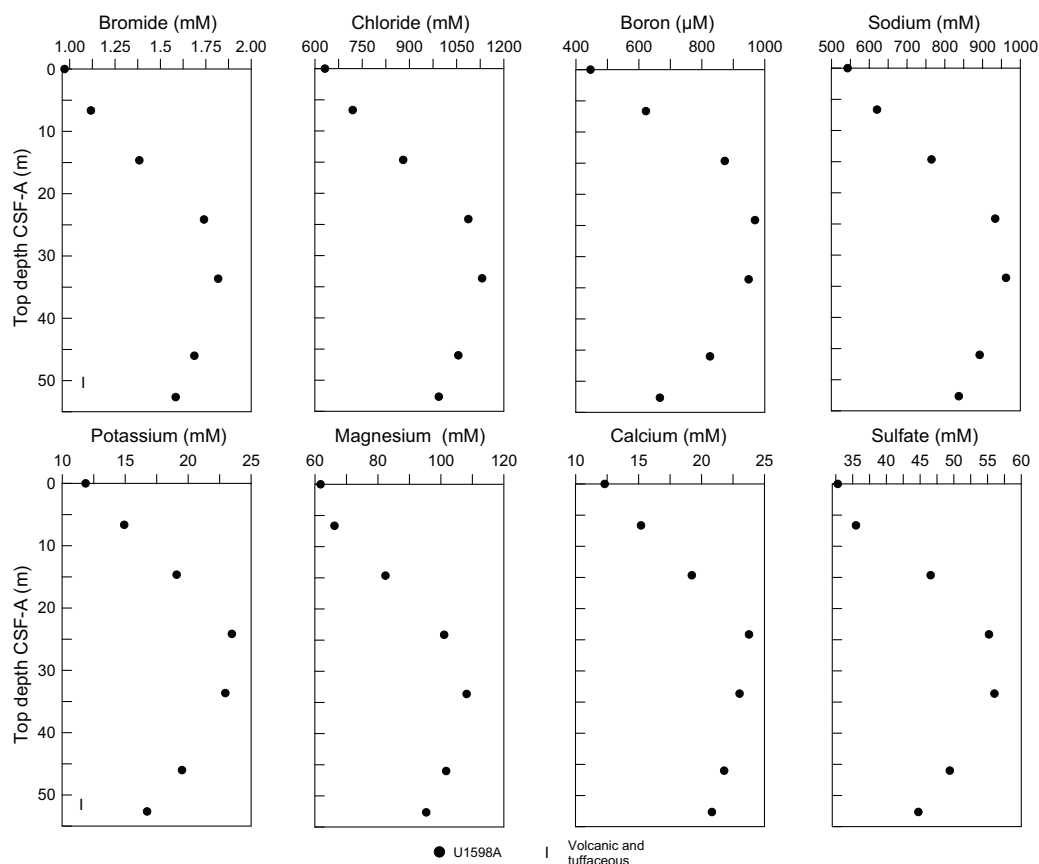 Bromide (mM) Chloride (mM) Boron (µM) Sodium (mM)
1.00 1.25 1.50 1.75 2.00 600 750 900 1050 1200 400 600 800 1000 500 600 700 800 900 1000
Top depth CSF-A (m)
0
10
20
30
40
50
Potassium (mM) Magnesium (mM) Calcium (mM) Sulfate (mM)
10 15 20 25 60 80 100 120 10 15 20 25 35 40 45 50 55 60
Top depth CSF-A (m)
0
10
20
30
40
50
U1598A Volcanic and
tuffaceous